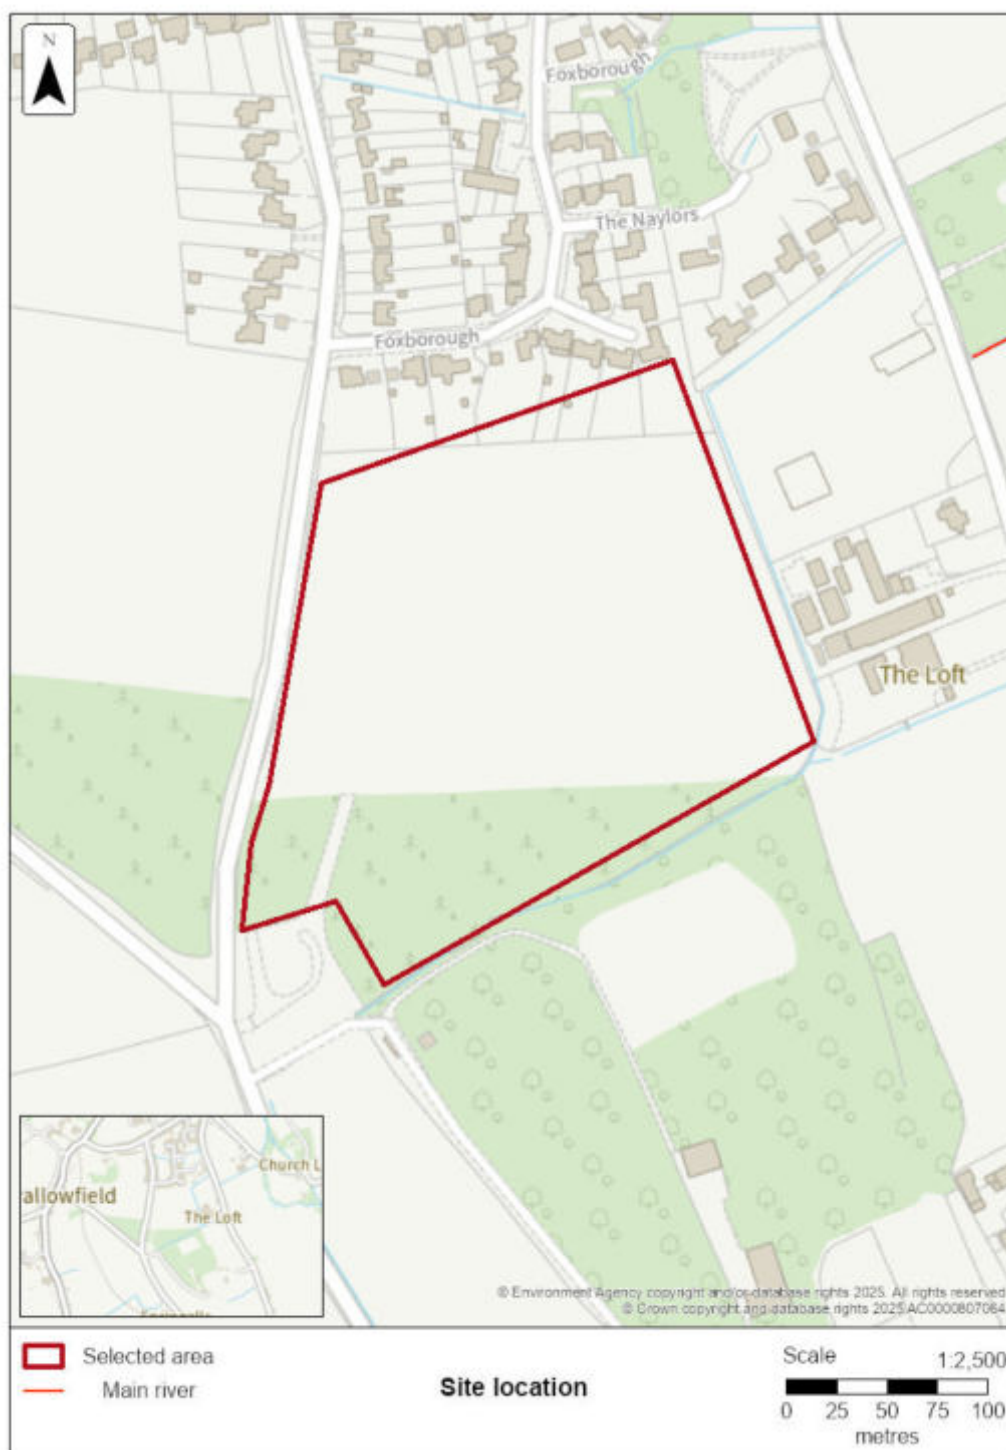 N
Foxborough
The Naylors
Foxborough
The Loft
Church L
allowfield
The Loft
© Environment Agency copyright and/or database rights 2025. All rights reserved
© Crown copyright and database rights 2025 AC0000807064
Selected area
Main river
Site location
Scale 1:2,500
0 25 50 75 100
metres